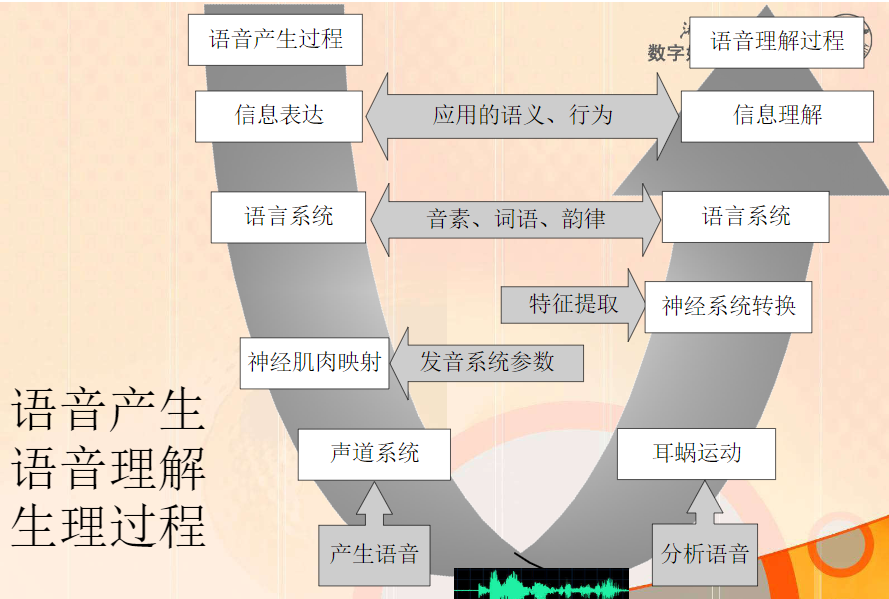 语音产生过程
语音理解过程
数字
信息表达
应用的语义、行为
信息理解
语言系统
音素、词语、韵律
语言系统
特征提取
神经系统转换
神经肌肉映射
发音系统参数
语音产生
语音理解
生理过程
声道系统
耳蜗运动
产生语音
分析语音